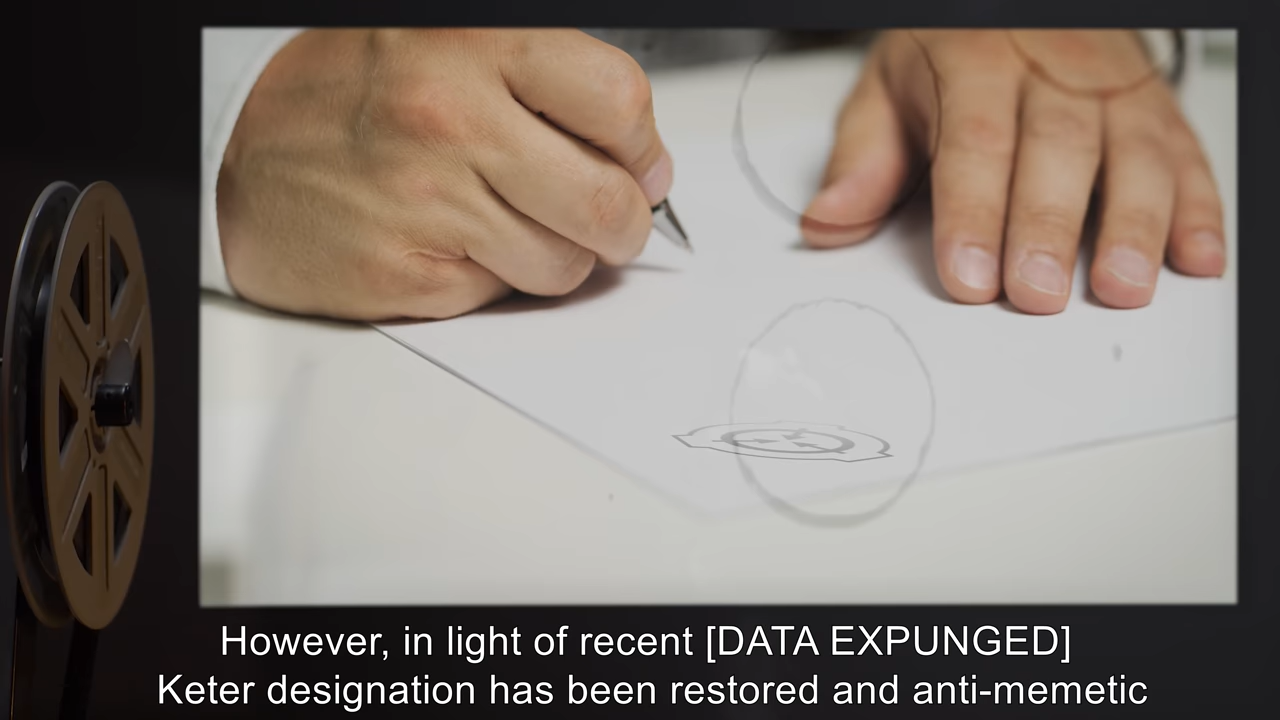 However, in light of recent [DATA EXPUNGED]
Keter designation has been restored and anti-memetic